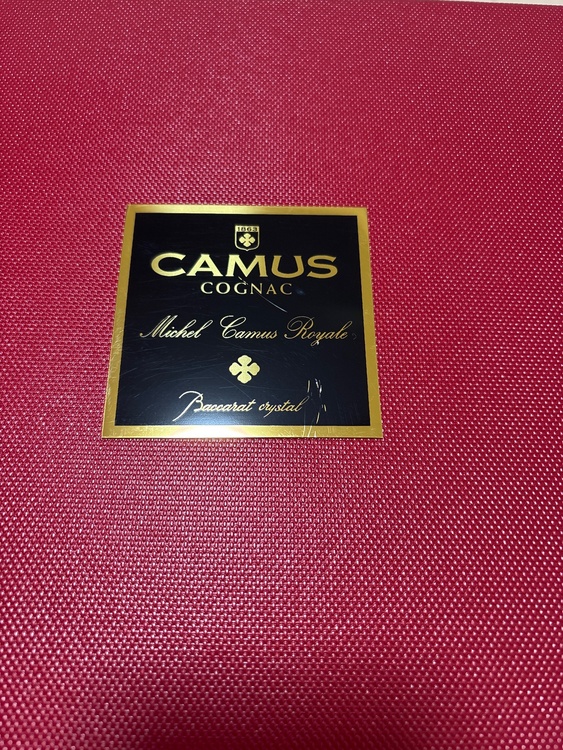 1863
CAMUS
COGNAC
Michel Camus Royale
Baccarat crystal